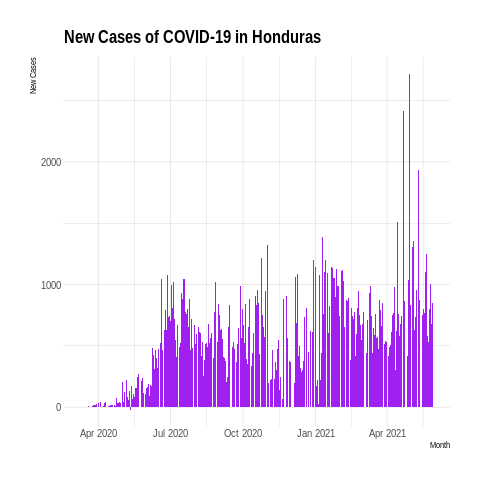 New Cases of COVID-19 in Honduras
New Cases
2000
1000
0
Apr 2020 Jul 2020 Oct 2020 Jan 2021 Apr 2021
Month